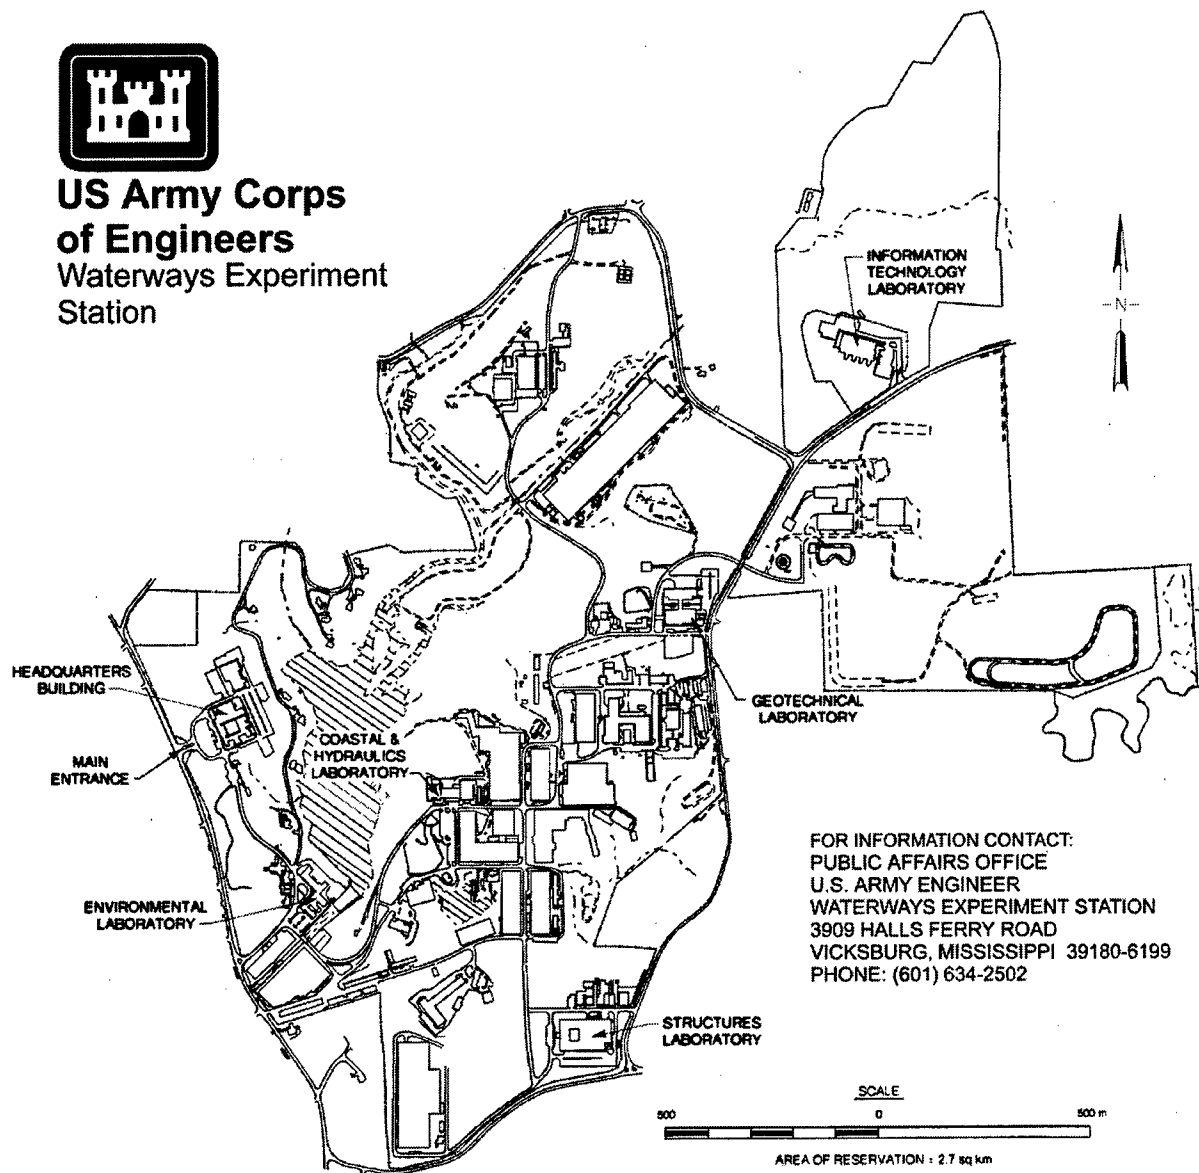 US Army Corps
of Engineers
Waterways Experiment
Station
INFORMATION
TECHNOLOGY
LABORATORY
N
HEADQUARTERS
BUILDING
MAIN
ENTRANCE
COASTAL &
HYDRAULICS
LABORATORY
GEOTECHNICAL
LABORATORY
ENVIRONMENTAL
LABORATORY
FOR INFORMATION CONTACT:
PUBLIC AFFAIRS OFFICE
U.S. ARMY ENGINEER
WATERWAYS EXPERIMENT STATION
3909 HALLS FERRY ROAD
VICKSBURG, MISSISSIPPI 39180-6199
PHONE: (601) 634-2502
STRUCTURES
LABORATORY
SCALE
500 0 500 m
AREA OF RESERVATION : 2.7 sq km